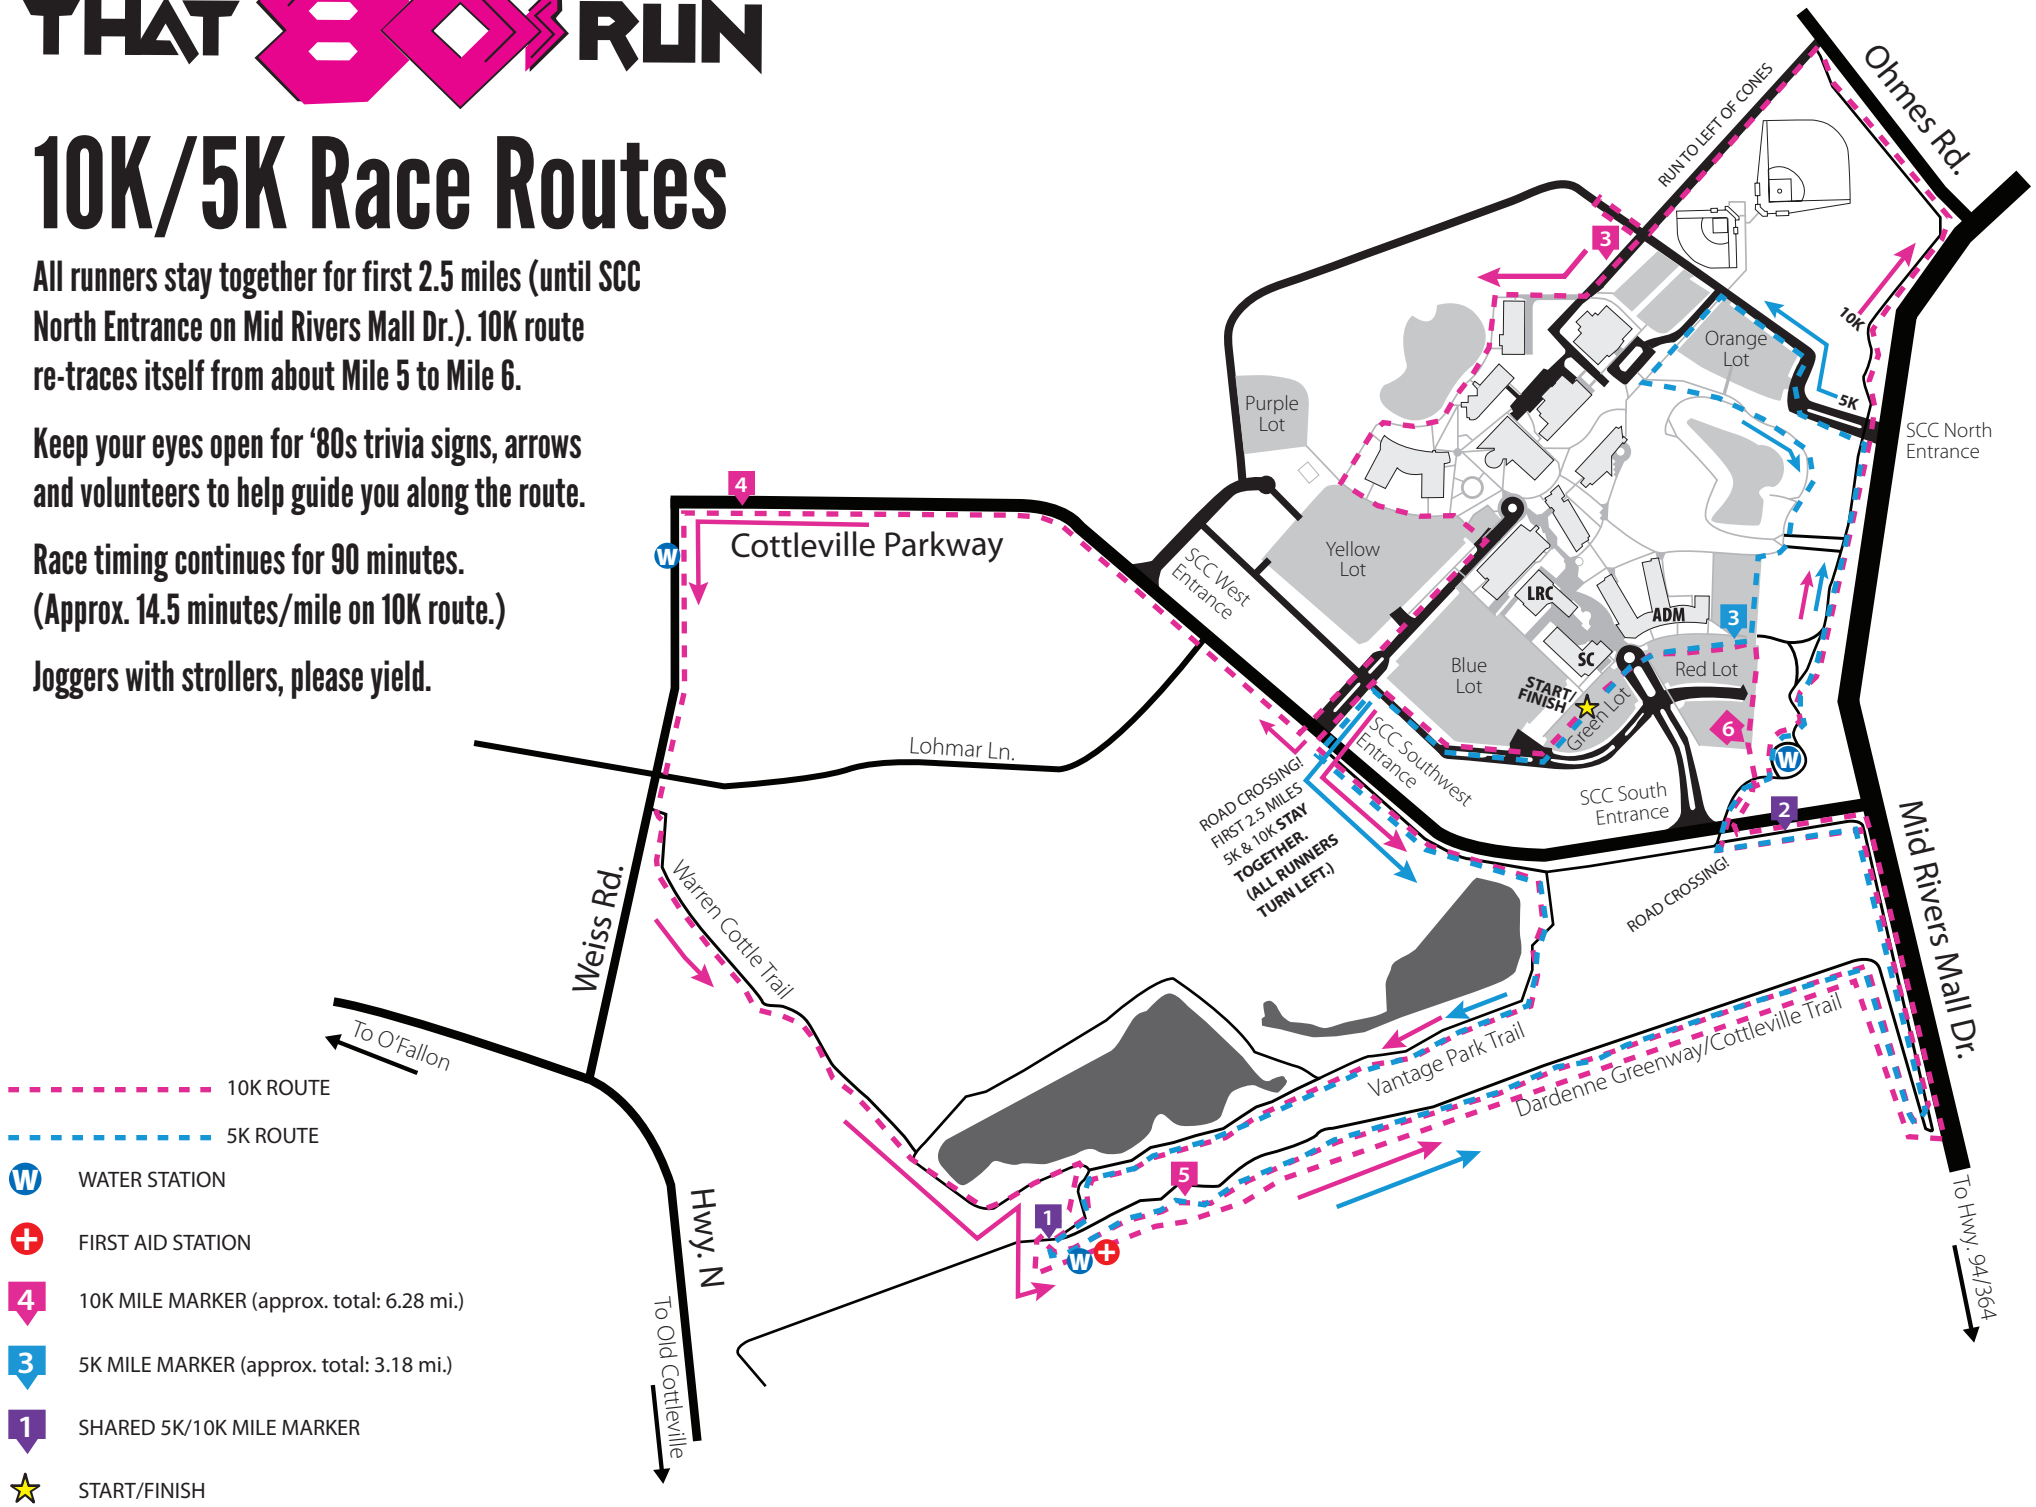 THAT 80s RUN
10K/5K Race Routes
All runners stay together for first 2.5 miles (until SCC
North Entrance on Mid Rivers Mall Dr.). 10K route
re-traces itself from about Mile 5 to Mile 6.
Keep your eyes open for ‘80s trivia signs, arrows
and volunteers to help guide you along the route.
Race timing continues for 90 minutes.
(Approx. 14.5 minutes/mile on 10K route.)
Joggers with strollers, please yield.
Ohmes Rd.
RUN TO LEFT OF CONES
3
10K
5K
Orange
Lot
SCC North
Entrance
Purple
Lot
4
W
Cottleville Parkway
SCC West
Entrance
Yellow
Lot
LRC
ADM
3
SC
Blue
Lot
Red Lot
START/
FINISH
Green Lot
6
W
Lohmar Ln.
SCC Southwest
Entrance
SCC South
Entrance
2
ROAD CROSSING!
FIRST 2.5 MILES
5K & 10K STAY
TOGETHER.
(ALL RUNNERS
TURN LEFT.)
ROAD CROSSING!
Mid Rivers Mall Dr.
Weiss Rd.
Warren Cottle Trail
Vantage Park Trail
Dardenne Greenway/Cottleville Trail
To O’Fallon
5
1
W
Hwy. N
To Old Cottleville
To Hwy. 94/364
10K ROUTE
5K ROUTE
W WATER STATION
FIRST AID STATION
4 10K MILE MARKER (approx. total: 6.28 mi.)
3 5K MILE MARKER (approx. total: 3.18 mi.)
1 SHARED 5K/10K MILE MARKER
START/FINISH